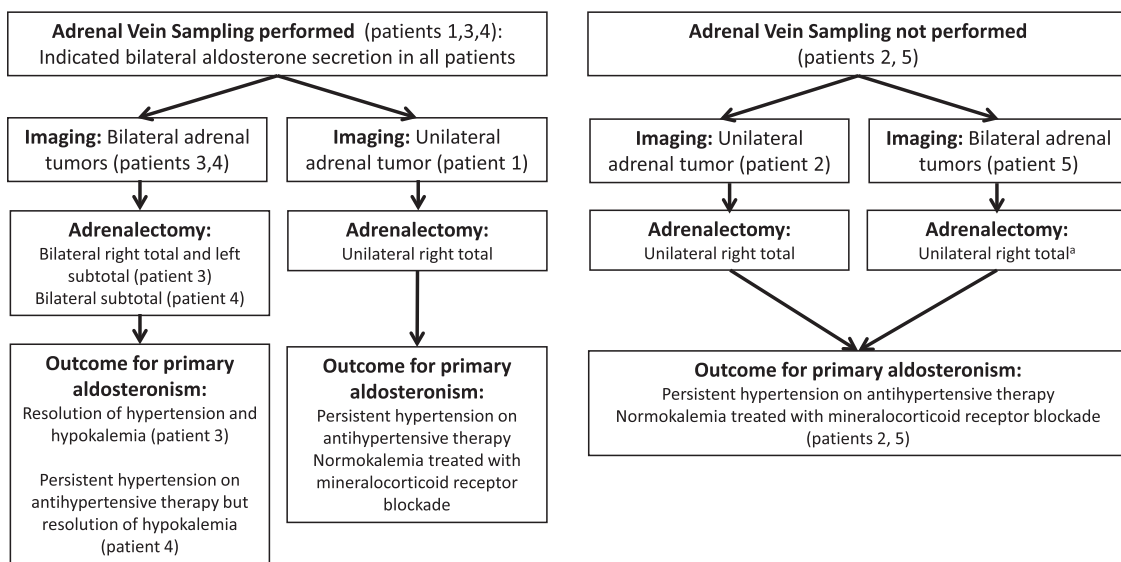 Adrenal Vein Sampling performed (patients 1,3,4):
Indicated bilateral aldosterone secretion in all patients
Imaging: Bilateral adrenal
tumors (patients 3,4)
Adrenalectomy:
Bilateral right total and left
subtotal (patient 3)
Bilateral subtotal (patient 4)
Outcome for primary
aldosteronism:
Resolution of hypertension and
hypokalemia (patient 3)
Persistent hypertension on
antihypertensive therapy but
resolution of hypokalemia
(patient 4)
Imaging: Unilateral
adrenal tumor (patient 1)
Adrenalectomy:
Unilateral right total
Outcome for primary
aldosteronism:
Persistent hypertension on
antihypertensive therapy
Normokalemia treated with
mineralocorticoid receptor
blockade
Adrenal Vein Sampling not performed
(patients 2, 5)
Imaging: Unilateral
adrenal tumor (patient 2)
Adrenalectomy:
Unilateral right total
Imaging: Bilateral adrenal
tumors (patient 5)
Adrenalectomy:
Unilateral right totalᵃ
Outcome for primary aldosteronism:
Persistent hypertension on antihypertensive therapy
Normokalemia treated with mineralocorticoid receptor blockade
(patients 2, 5)